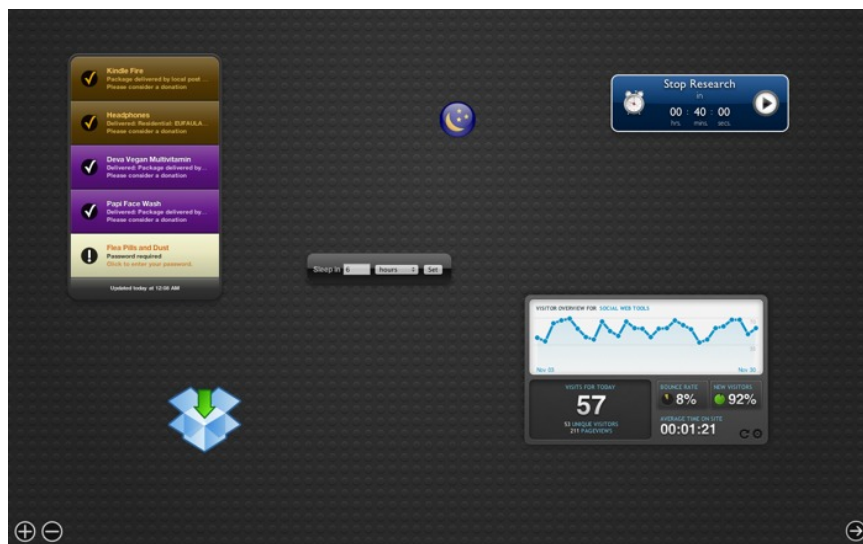 Kindle Fire
Package delivered by local post ...
Please consider a donation
Headphones
Delivered: Residential: EUFAULA...
Please consider a donation
Deva Vegan Multivitamin
Delivered: Package delivered by...
Please consider a donation
Papi Face Wash
Delivered: Package delivered by...
Please consider a donation
Flea Pills and Dust
Password required
Click to enter your password.
Updated today at 12:08 AM
Stop Research
in
00 : 40 : 00
hrs. mins. secs.
Sleep in 6 hours Set
VISITOR OVERVIEW FOR SOCIAL WEB TOOLS
Nov 03 Nov 30
VISITS FOR TODAY
57
53 UNIQUE VISITORS
211 PAGEVIEWS
BOUNCE RATE
8%
NEW VISITORS
92%
AVERAGE TIME ON SITE
00:01:21